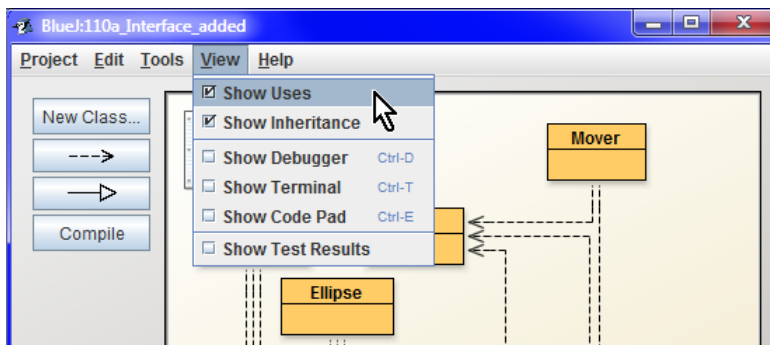 BlueJ:110a_Interface_added
Project Edit Tools View Help
New Class...
Compile
Show Uses
Show Inheritance
Show Debugger Ctrl-D
Show Terminal Ctrl-T
Show Code Pad Ctrl-E
Show Test Results
Mover
Ellipse